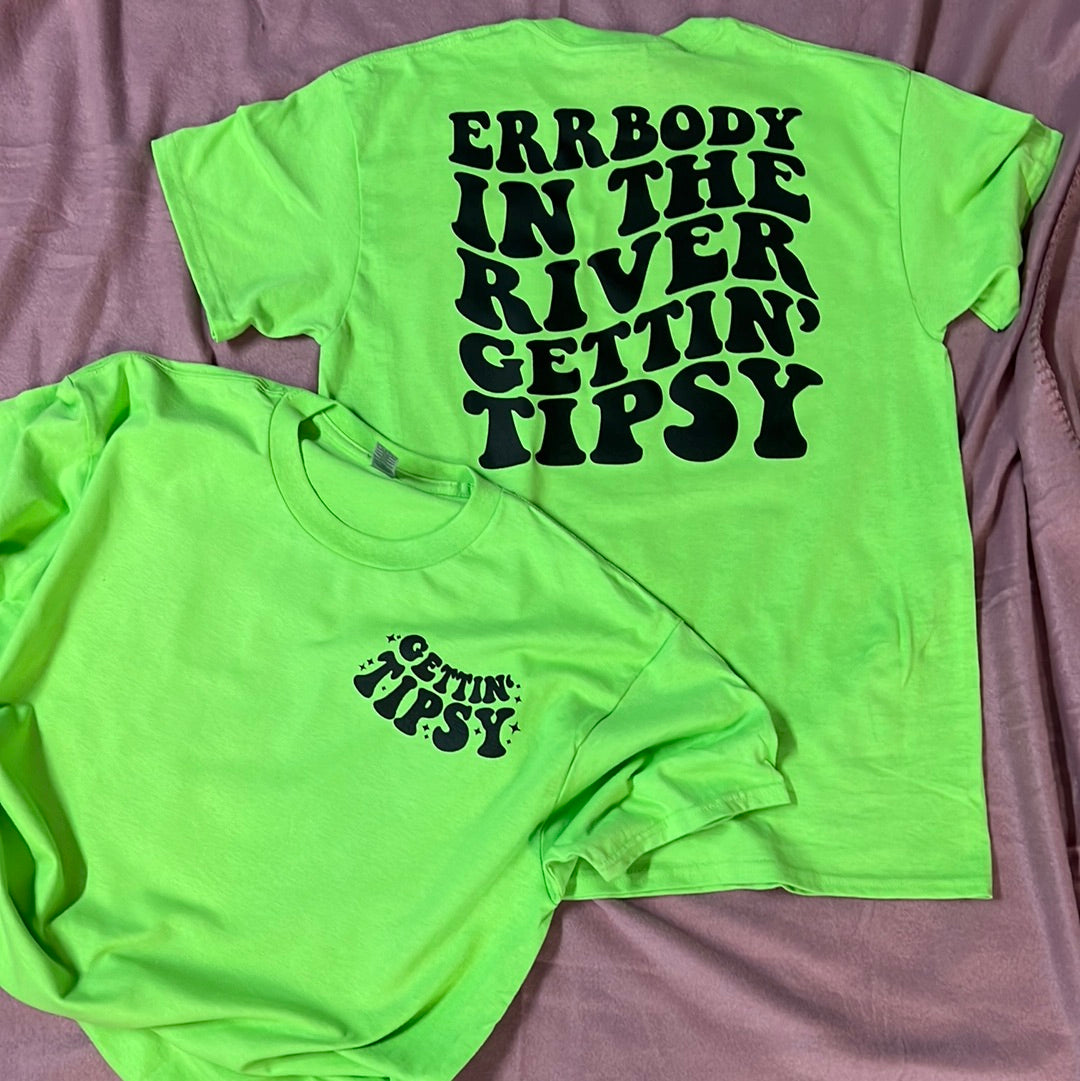 ERRBODY
IN THE
RIVER
GETTIN'
TIPSY
GETTIN'
TIPSY